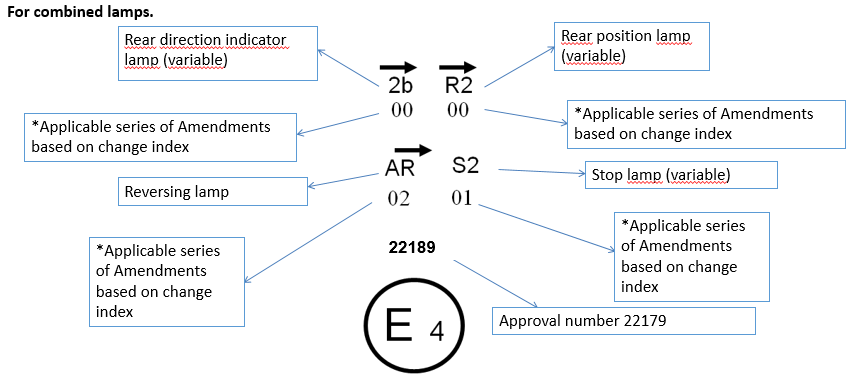 For combined lamps.
Rear direction indicator
lamp (variable)
Rear position lamp
(variable)
2b R2
00 00
*Applicable series of Amendments
based on change index
*Applicable series of Amendments
based on change index
AR S2
02 01
Reversing lamp
Stop lamp (variable)
*Applicable series
of Amendments
based on change
index
*Applicable series
of Amendments
based on change
index
22189
E 4
Approval number 22179